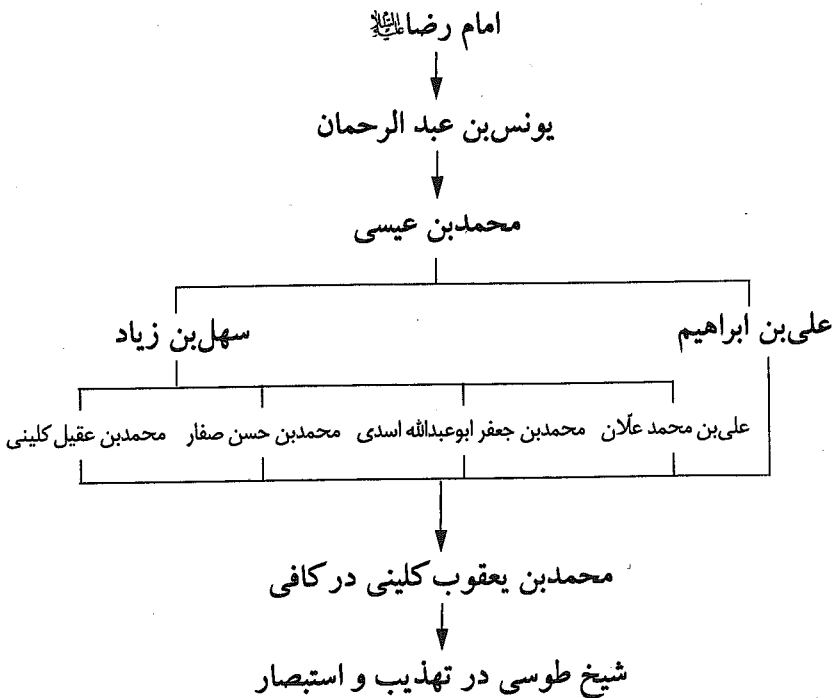 امام رضا علیه‌السلام
یونس‌بن عبد الرحمان
محمدبن عیسی
علی‌بن ابراهیم
سهل‌بن زیاد
علی‌بن محمد علّان
محمدبن جعفر ابوعبدالله اسدی
محمدبن حسن صفار
محمدبن عقیل کلینی
محمدبن یعقوب کلینی در کافی
شیخ طوسی در تهذیب و استبصار